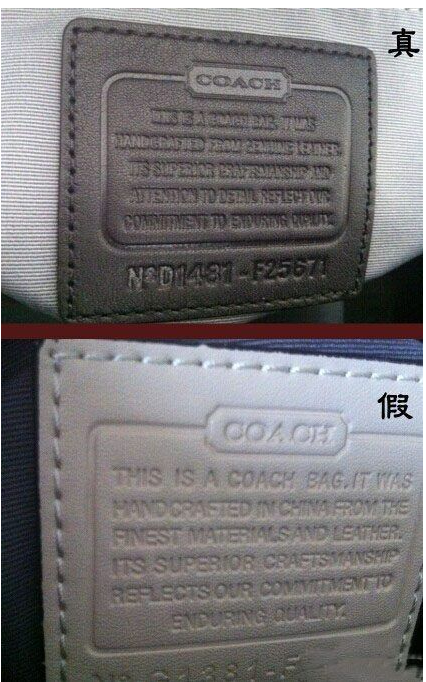 真
COACH
THIS IS A COACH BAG. IT WAS
HANDCRAFTED FROM GENUINE LEATHER.
ITS SUPERIOR CRAFTSMANSHIP AND
ATTENTION TO DETAIL REFLECT OUR
COMMITMENT TO ENDURING QUALITY.
NºD1431-F25671
假
COACH
THIS IS A COACH BAG.IT WAS
HANDCRAFTED IN CHINA FROM THE
FINEST MATERIALS AND LEATHER.
ITS SUPERIOR CRAFTSMANSHIP
REFLECTS OUR COMMITMENT TO
ENDURING QUALITY.